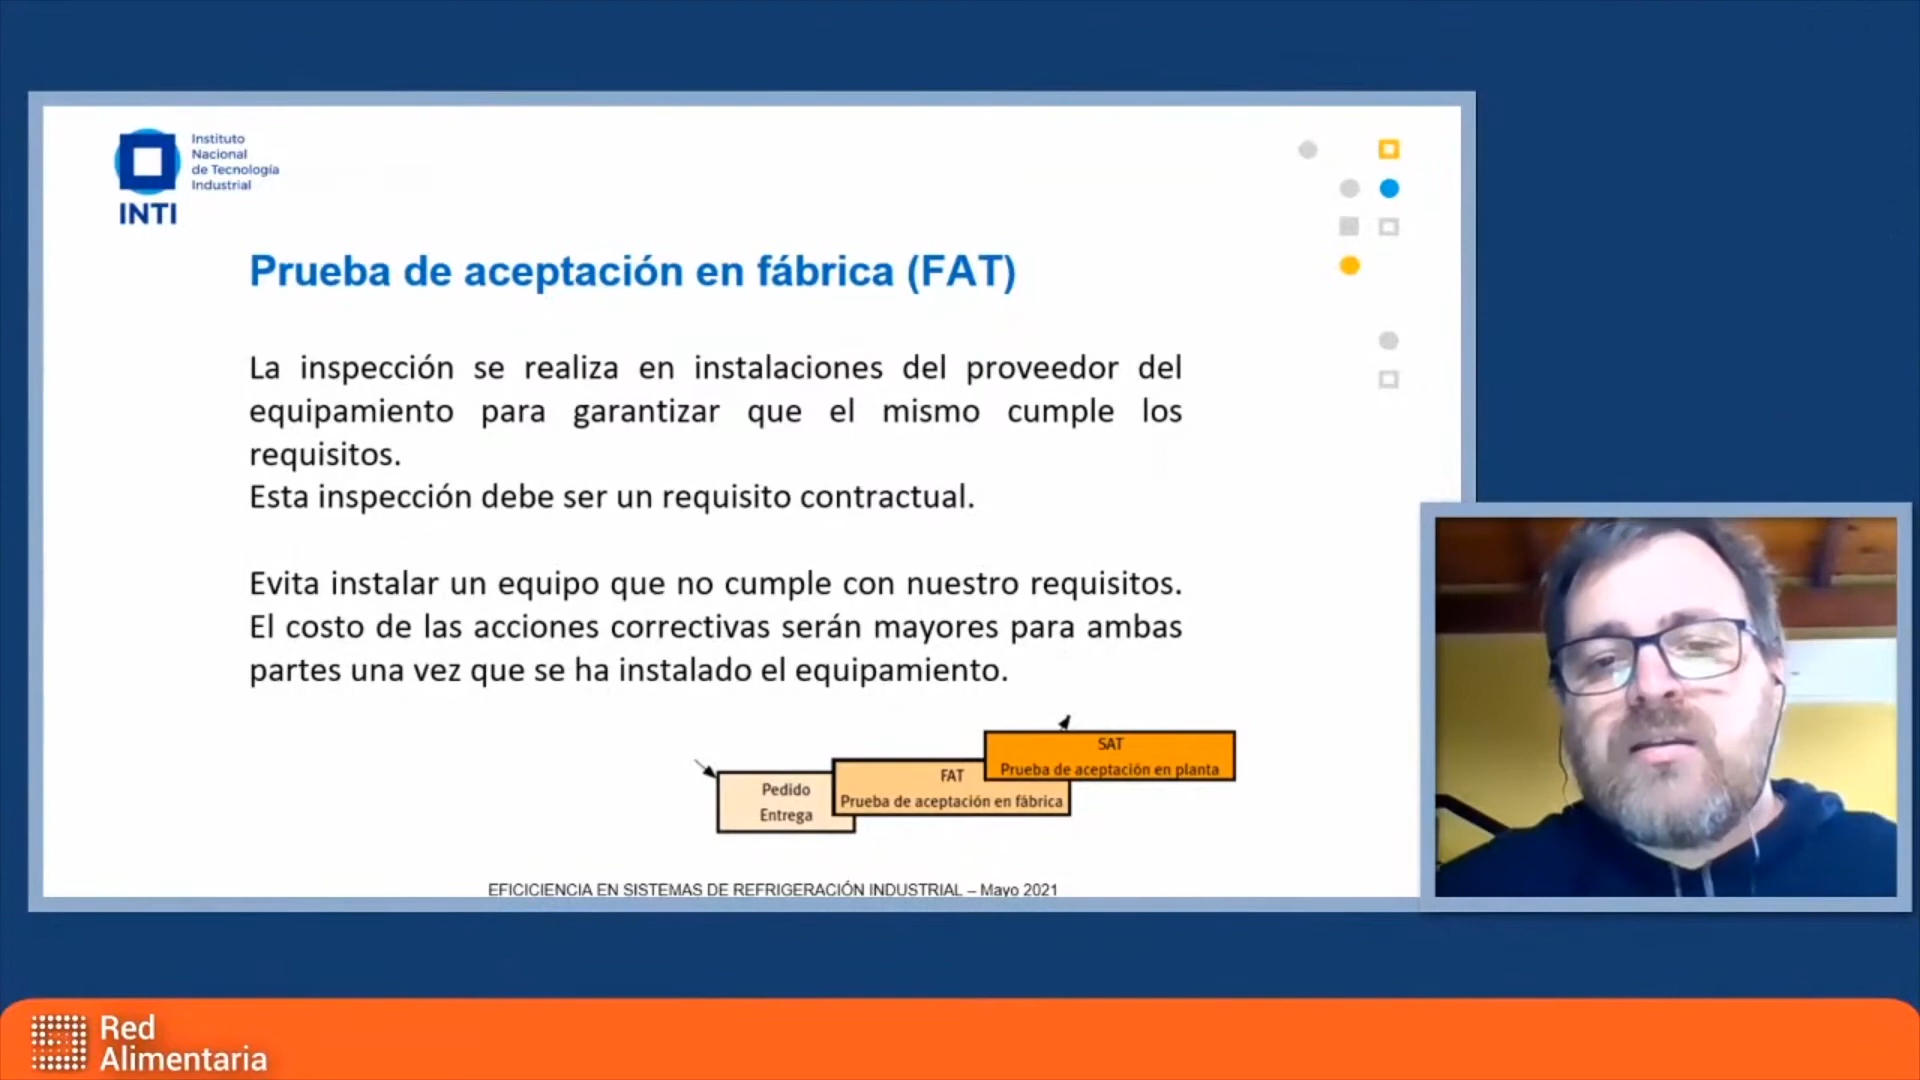 Instituto
Nacional
de Tecnología
Industrial
INTI
Prueba de aceptación en fábrica (FAT)
La inspección se realiza en instalaciones del proveedor del
equipamiento para garantizar que el mismo cumple los
requisitos.
Esta inspección debe ser un requisito contractual.
Evita instalar un equipo que no cumple con nuestro requisitos.
El costo de las acciones correctivas serán mayores para ambas
partes una vez que se ha instalado el equipamiento.
SAT
Prueba de aceptación en planta
FAT
Prueba de aceptación en fábrica
Pedido
Entrega
EFICICIENCIA EN SISTEMAS DE REFRIGERACIÓN INDUSTRIAL – Mayo 2021
Red
Alimentaria